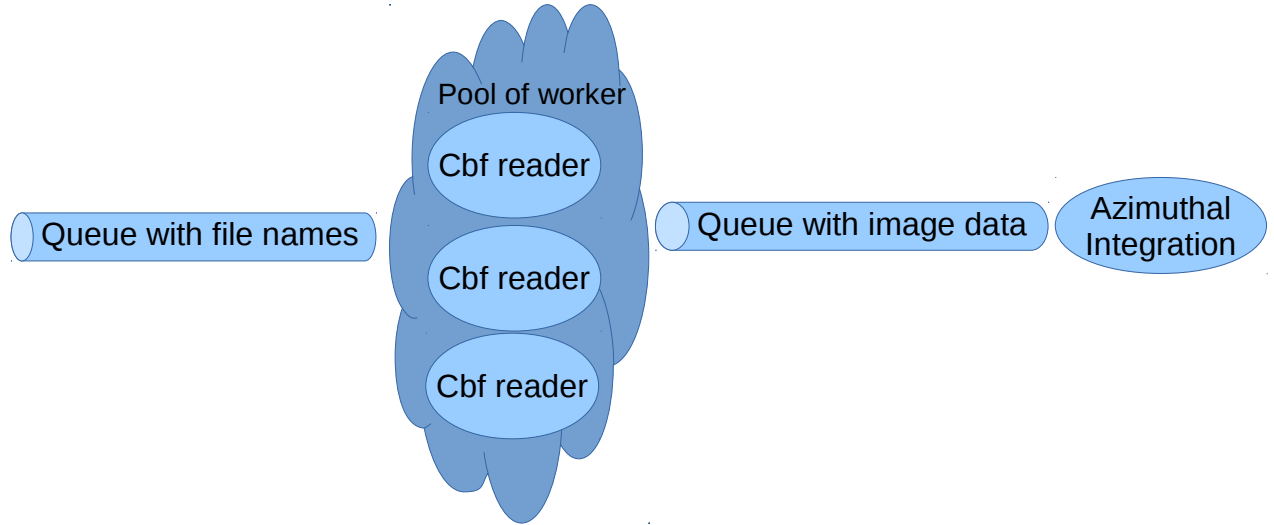 Pool of worker
Cbf reader
Queue with file names
Cbf reader
Cbf reader
Queue with image data
Azimuthal
Integration